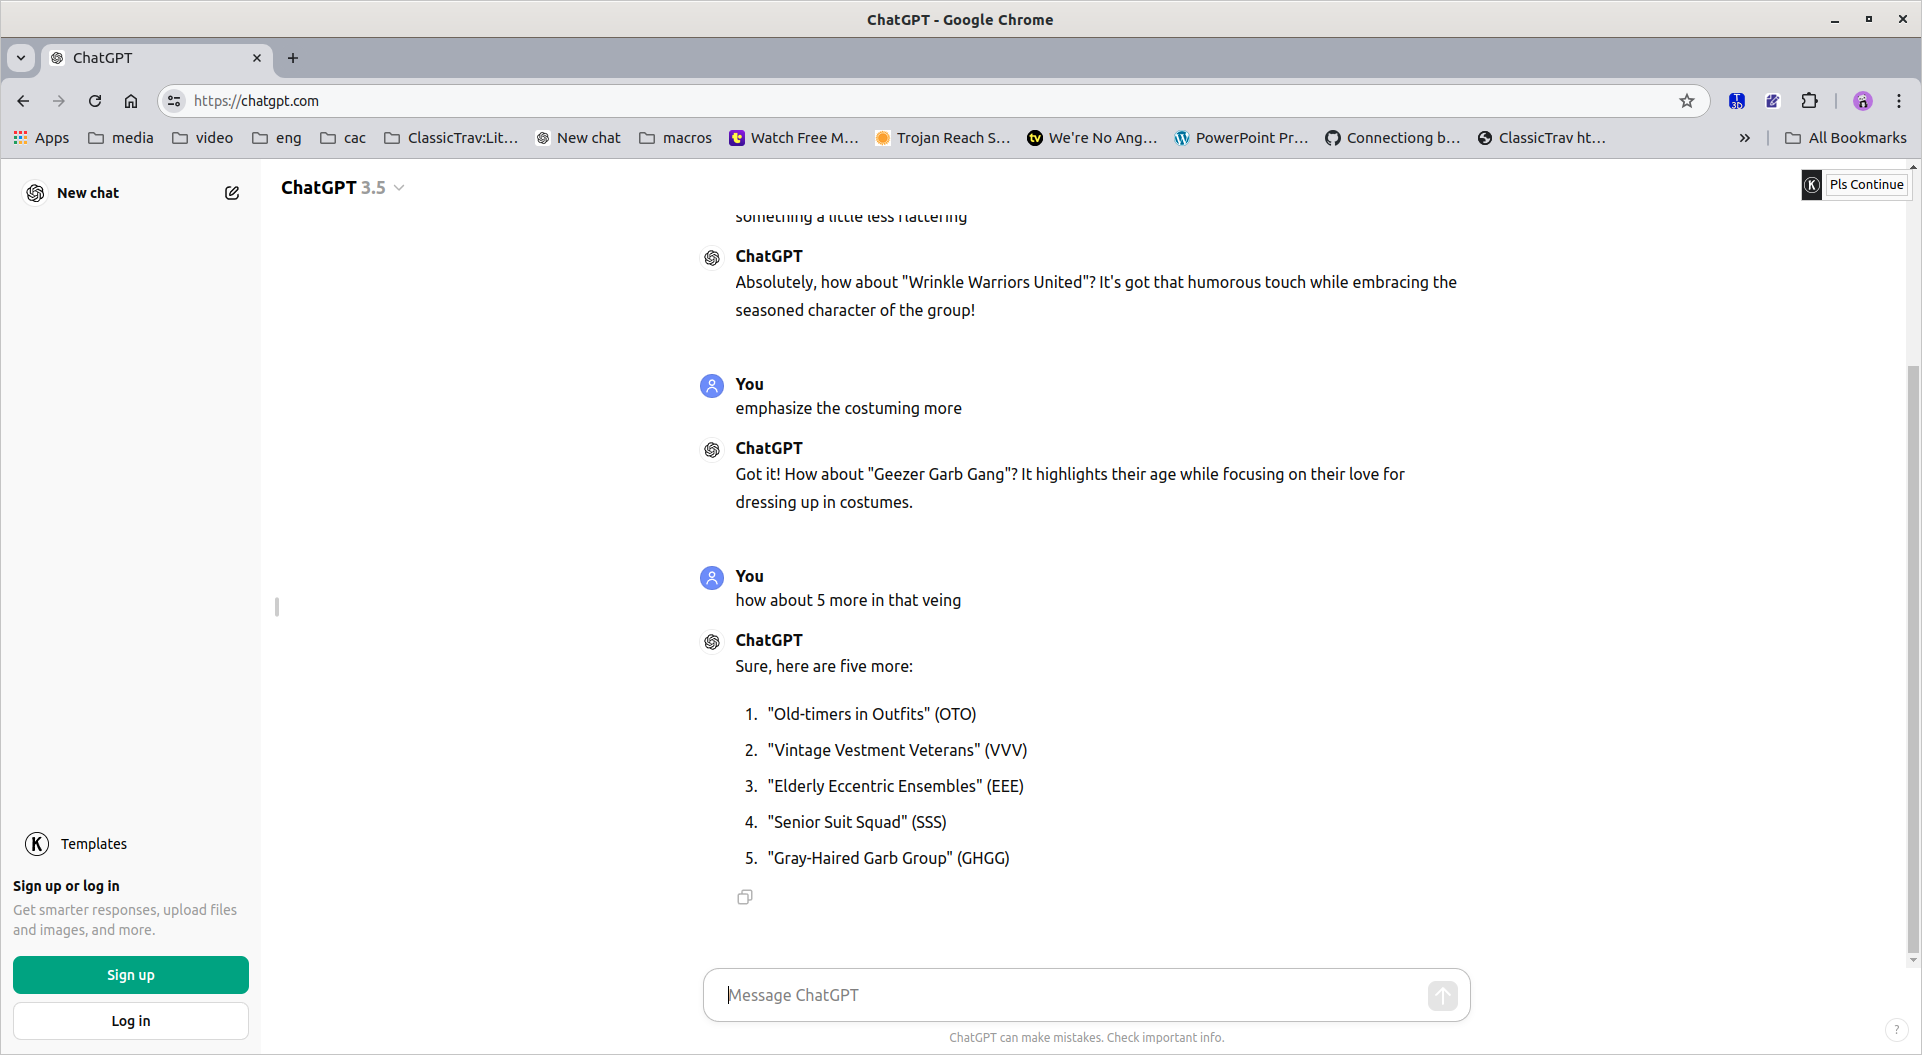 ChatGPT - Google Chrome
ChatGPT
https://chatgpt.com
Apps media video eng cac ClassicTrav:Lit... New chat macros Watch Free M... Trojan Reach S... We're No Ang... PowerPoint Pr... Connectiong b... ClassicTrav ht... » All Bookmarks
New chat
ChatGPT 3.5
Pls Continue
something a little less flattering
ChatGPT
Absolutely, how about "Wrinkle Warriors United"? It's got that humorous touch while embracing the
seasoned character of the group!
You
emphasize the costuming more
ChatGPT
Got it! How about "Geezer Garb Gang"? It highlights their age while focusing on their love for
dressing up in costumes.
You
how about 5 more in that veing
ChatGPT
Sure, here are five more:
1. "Old-timers in Outfits" (OTO)
2. "Vintage Vestment Veterans" (VVV)
3. "Elderly Eccentric Ensembles" (EEE)
4. "Senior Suit Squad" (SSS)
5. "Gray-Haired Garb Group" (GHGG)
Templates
Sign up or log in
Get smarter responses, upload files
and images, and more.
Sign up
Log in
Message ChatGPT
ChatGPT can make mistakes. Check important info.
?